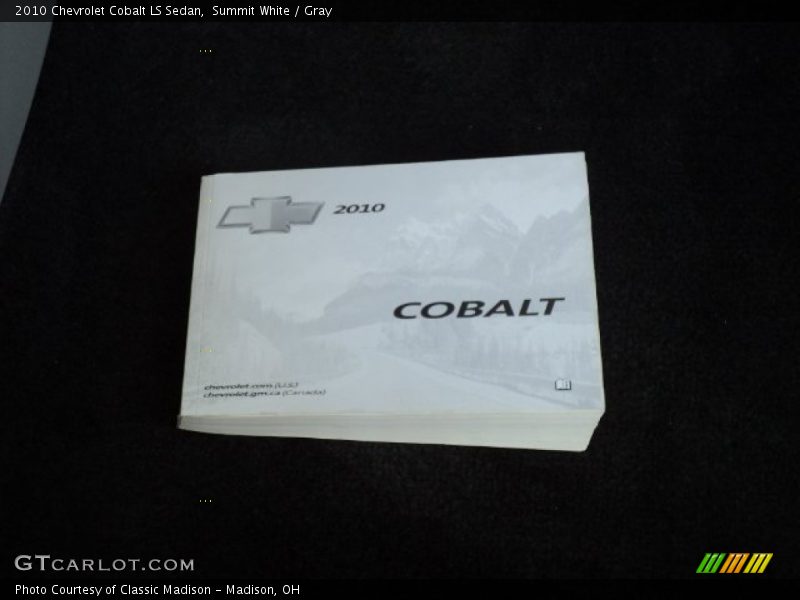 2010 Chevrolet Cobalt LS Sedan,  Summit White / Gray
2010
COBALT
chevrolet.com (U.S.)
chevrolet.gm.ca (Canada)
GTCARLOT.COM
Photo Courtesy of Classic Madison - Madison, OH